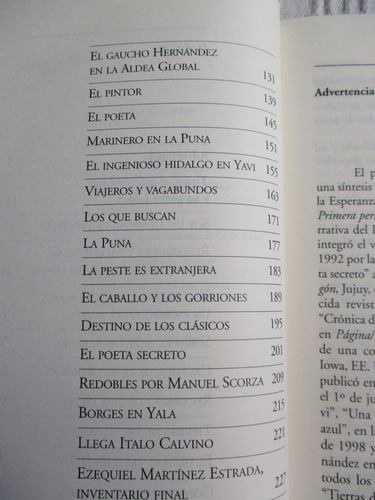 EL GAUCHO HERNÁNDEZ
EN LA ALDEA GLOBAL 131
EL PINTOR 139
EL POETA 145
MARINERO EN LA PUNA 151
EL INGENIOSO HIDALGO EN YAVI 155
VIAJEROS Y VAGABUNDOS 163
LOS QUE BUSCAN 171
LA PUNA 177
LA PESTE ES EXTRANJERA 183
EL CABALLO Y LOS GORRIONES 189
DESTINO DE LOS CLÁSICOS 195
EL POETA SECRETO 201
REDOBLES POR MANUEL SCORZA 209
BORGES EN YALA 215
LLEGA ITALO CALVINO 221
EZEQUIEL MARTÍNEZ ESTRADA,
INVENTARIO FINAL 227
Advertencia
El p
una síntesis
la Esperanza
Primera per
rrativa del
integró el v
1992 por la
ta secreto" a
gón. Jujuy,
cida revist
"Crónica d
en Página/
de una co
Iowa, EE. U
publicó en
el 1º de ju
vi", "Una
azul", en la
de 1998 y
nández en
todos los
"Tierras d